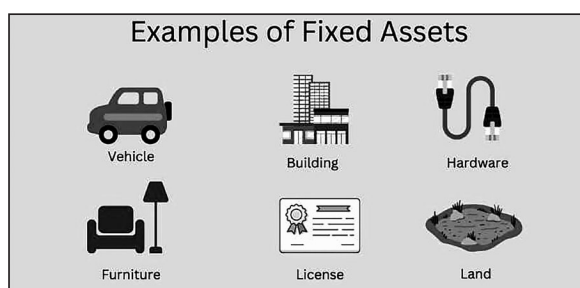 Examples of Fixed Assets
Vehicle
Building
Hardware
Furniture
License
Land